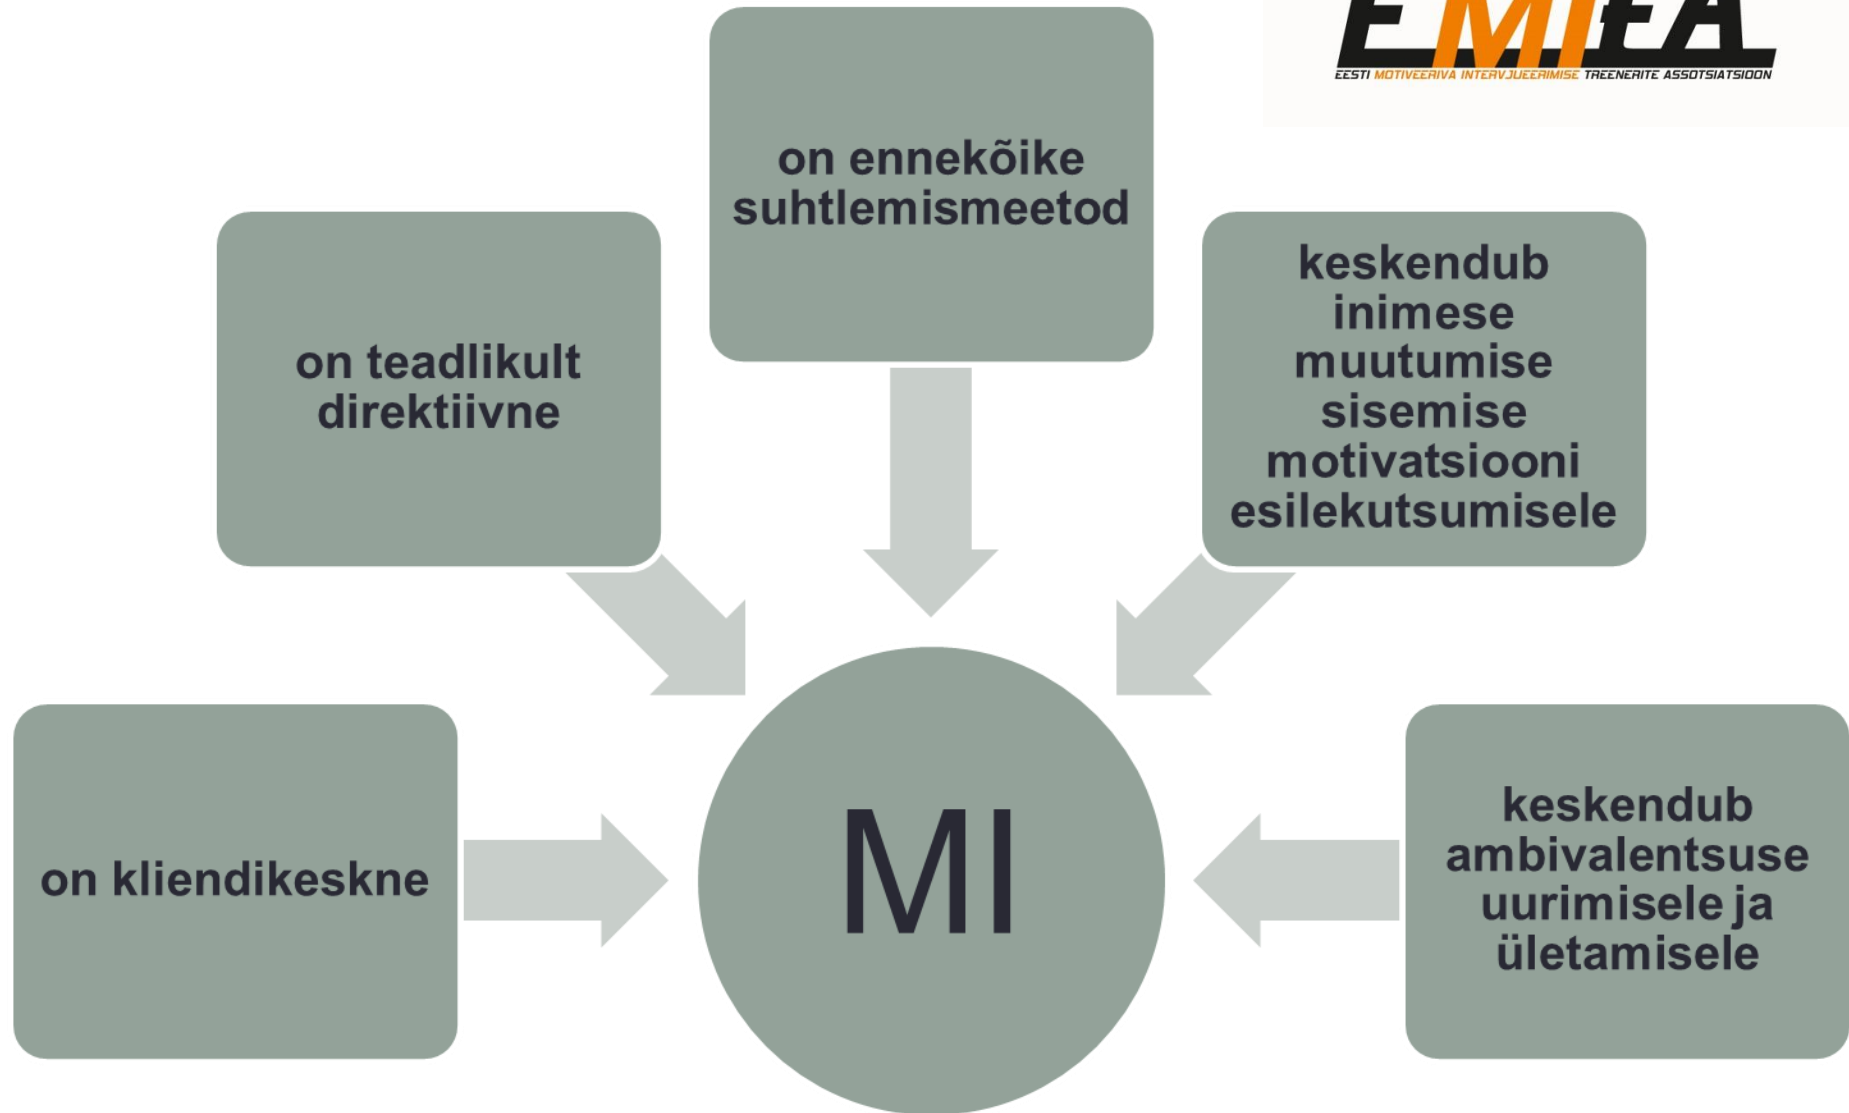 EESTI MOTIVEERIVA INTERVJUEERIMISE TREENERITE ASSOTSIATSIOON
on ennekõike
suhtlemismeetod
on teadlikult
direktiivne
keskendub
inimese
muutumise
sisemise
motivatsiooni
esilekutsumisele
on kliendikeskne
MI
keskendub
ambivalentsuse
uurimisele ja
ületamisele